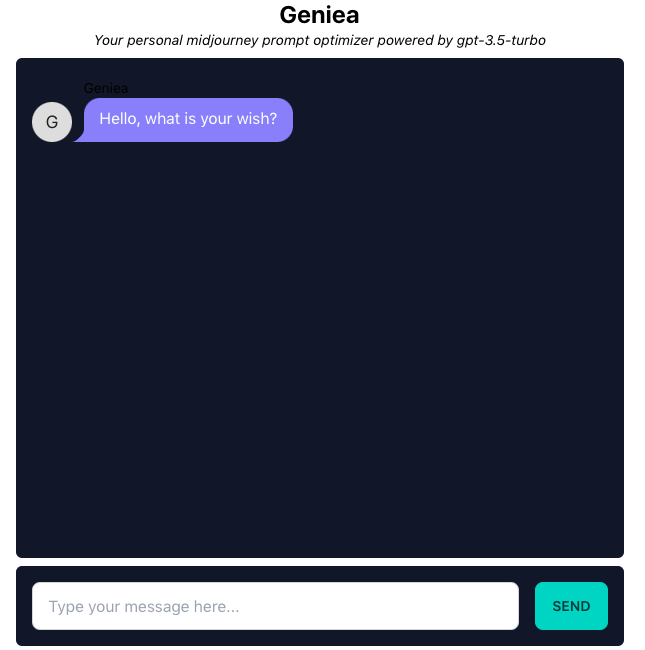 Geniea
Your personal midjourney prompt optimizer powered by gpt-3.5-turbo
Geniea
G
Hello, what is your wish?
Type your message here...
SEND